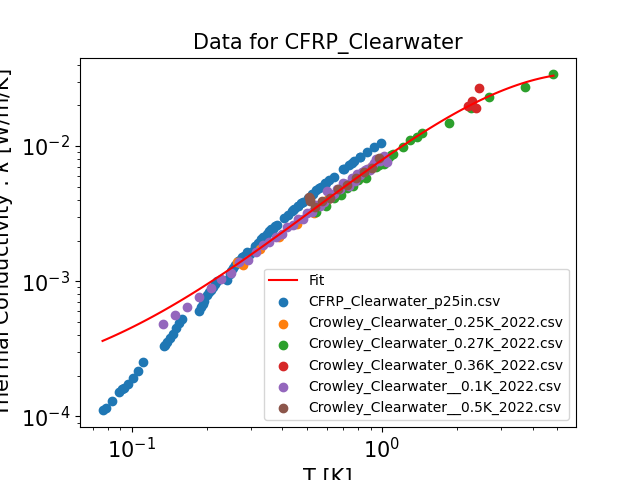 Data for CFRP_Clearwater
Thermal Conductivity : k [W/m/K]
10⁻²
10⁻³
10⁻⁴
Fit
CFRP_Clearwater_p25in.csv
Crowley_Clearwater_0.25K_2022.csv
Crowley_Clearwater_0.27K_2022.csv
Crowley_Clearwater_0.36K_2022.csv
Crowley_Clearwater__0.1K_2022.csv
Crowley_Clearwater__0.5K_2022.csv
10⁻¹
10⁰
T [K]